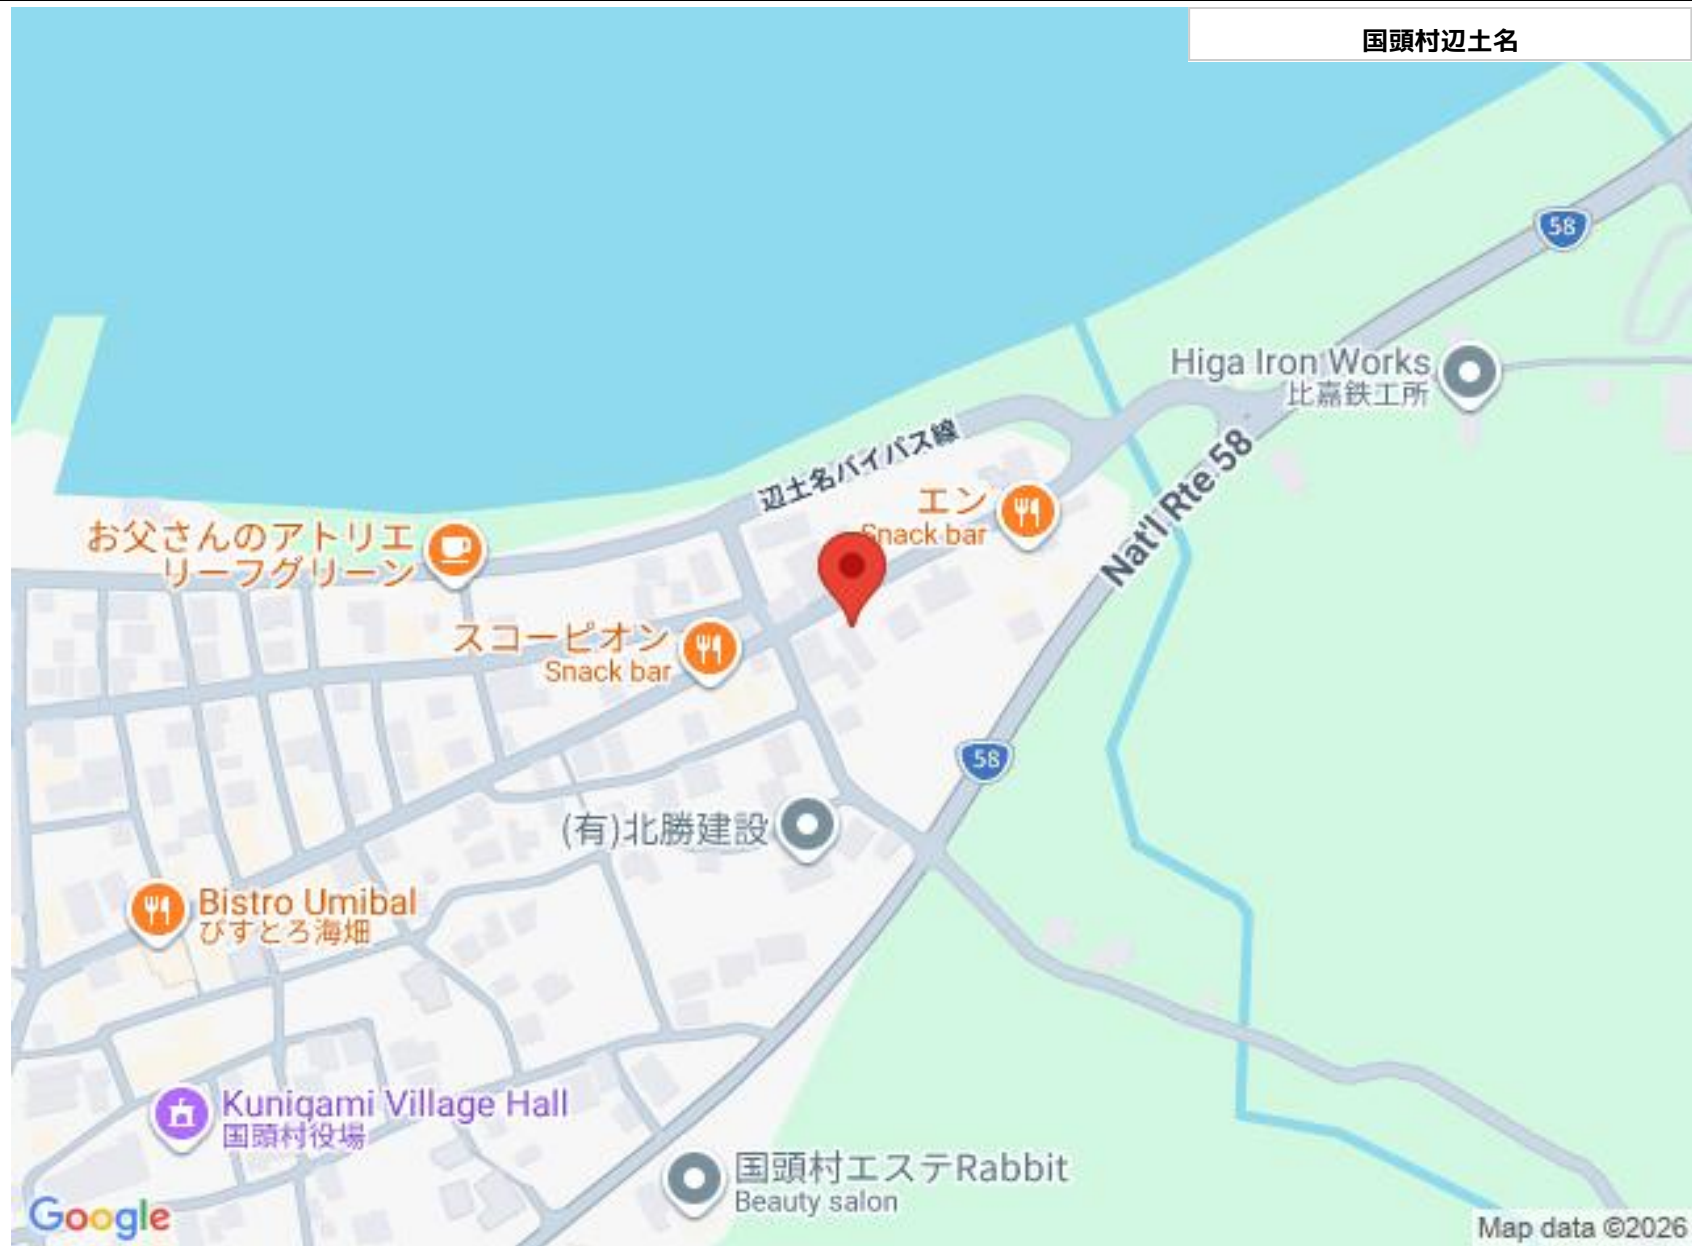 国頭村辺土名
58
Higa Iron Works
比嘉鉄工所
辺土名バイパス線
Nat'l Rte 58
エン
Snack bar
お父さんのアトリエ
リーフグリーン
スコーピオン
Snack bar
58
(有)北勝建設
Bistro Umibal
びすとろ海畑
Kunigami Village Hall
国頭村役場
国頭村エステRabbit
Beauty salon
Google
Map data ©2026